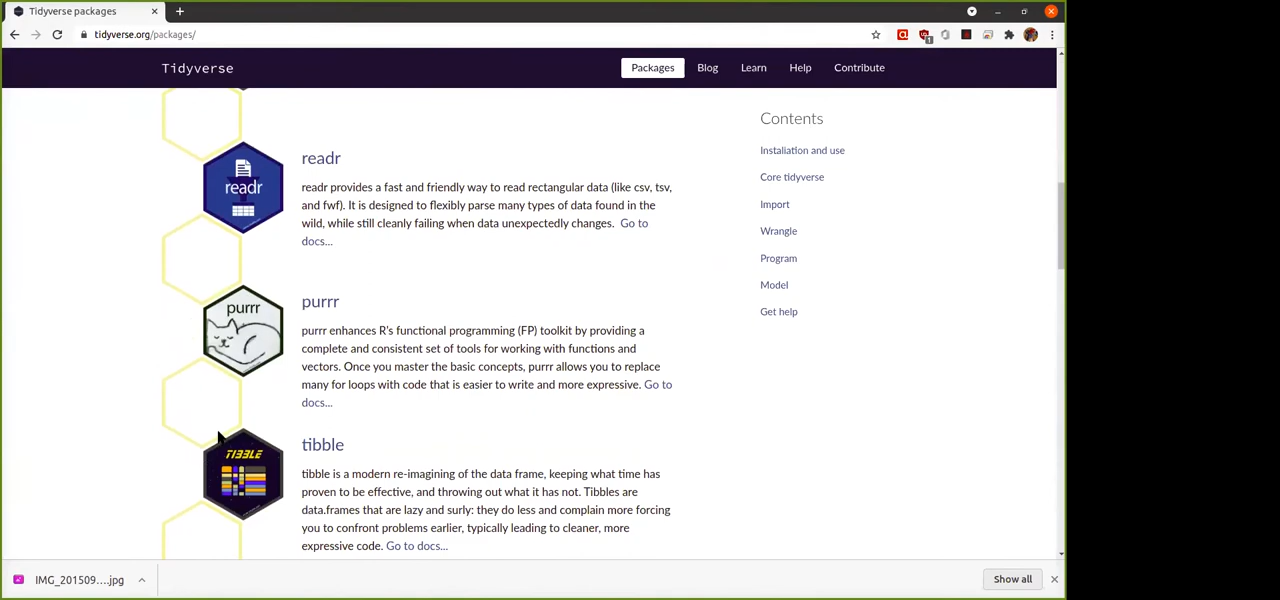 Tidyverse packages
tidyverse.org/packages/
1
Tidyverse
Packages
Blog
Learn
Help
Contribute
readr
readr
readr provides a fast and friendly way to read rectangular data (like csv, tsv,
and fwf). It is designed to flexibly parse many types of data found in the
wild, while still cleanly failing when data unexpectedly changes. Go to
docs...
purrr
purrr
purrr enhances R's functional programming (FP) toolkit by providing a
complete and consistent set of tools for working with functions and
vectors. Once you master the basic concepts, purrr allows you to replace
many for loops with code that is easier to write and more expressive. Go to
docs...
TIBBLE
tibble
tibble is a modern re-imagining of the data frame, keeping what time has
proven to be effective, and throwing out what it has not. Tibbles are
data.frames that are lazy and surly: they do less and complain more forcing
you to confront problems earlier, typically leading to cleaner, more
expressive code. Go to docs...
Contents
Installation and use
Core tidyverse
Import
Wrangle
Program
Model
Get help
IMG_201509....jpg
Show all